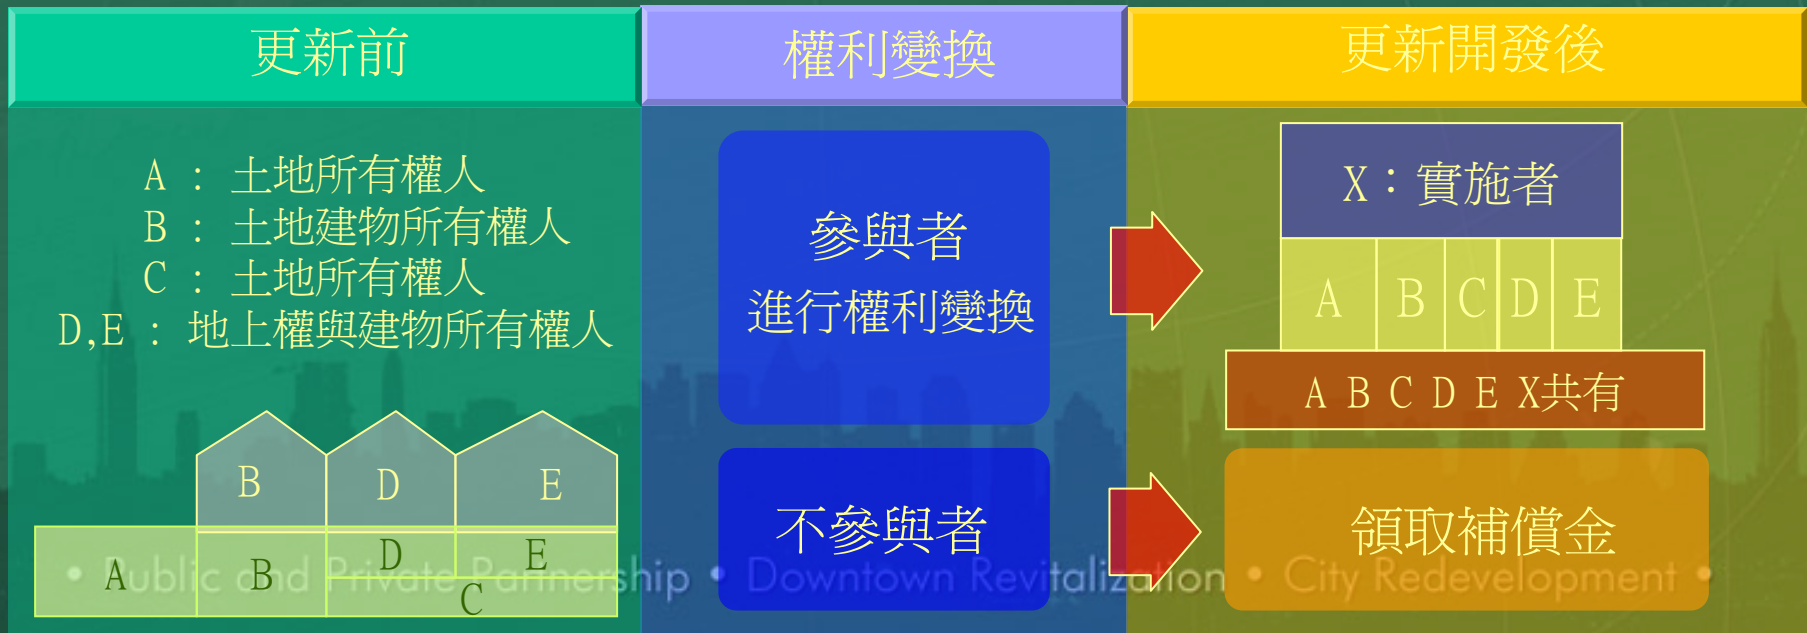 更新前
權利變換
更新開發後
A : 土地所有權人
B : 土地建物所有權人
C : 土地所有權人
D,E : 地上權與建物所有權人
B
D
E
A
B
D
E
C
參與者
進行權利變換
不參與者
X：實施者
A
B
C
D
E
A B C D E X共有
領取補償金
• Public and Private Partnership • Downtown Revitalization • City Redevelopment •